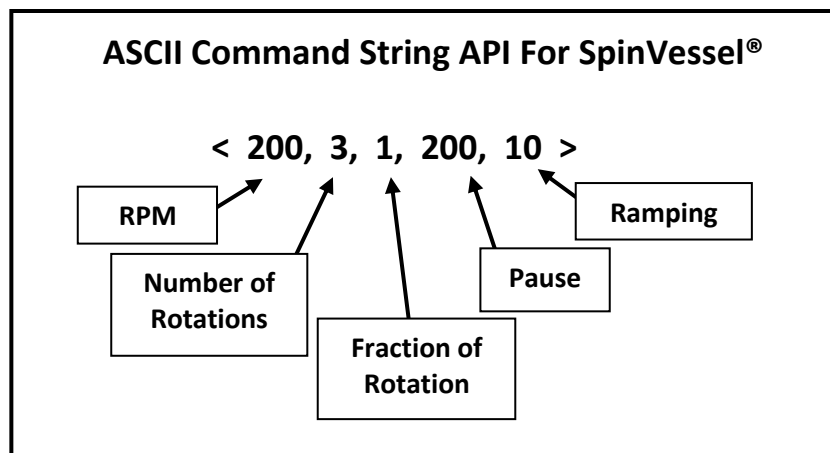 ASCII Command String API For SpinVessel®
< 200, 3, 1, 200, 10 >
RPM
Ramping
Number of
Rotations
Pause
Fraction of
Rotation